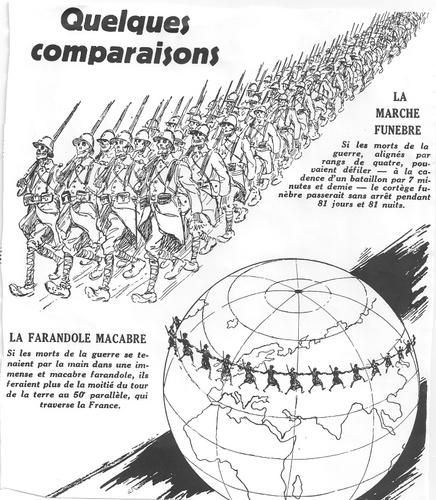 Quelques
comparaisons
LA
MARCHE
FUNEBRE
Si les morts de la
guerre, alignés par
rangs de quatre, pou-
vaient défiler — à la ca-
dence d'un bataillon par 7 mi-
nutes et demie — le cortège fu-
nèbre passerait sans arrêt pendant
81 jours et 81 nuits.
LA FARANDOLE MACABRE
Si les morts de la guerre se te-
naient par la main dans une im-
mense et macabre farandole, ils
feraient plus de la moitié du tour
de la terre au 50e parallèle, qui
traverse la France.